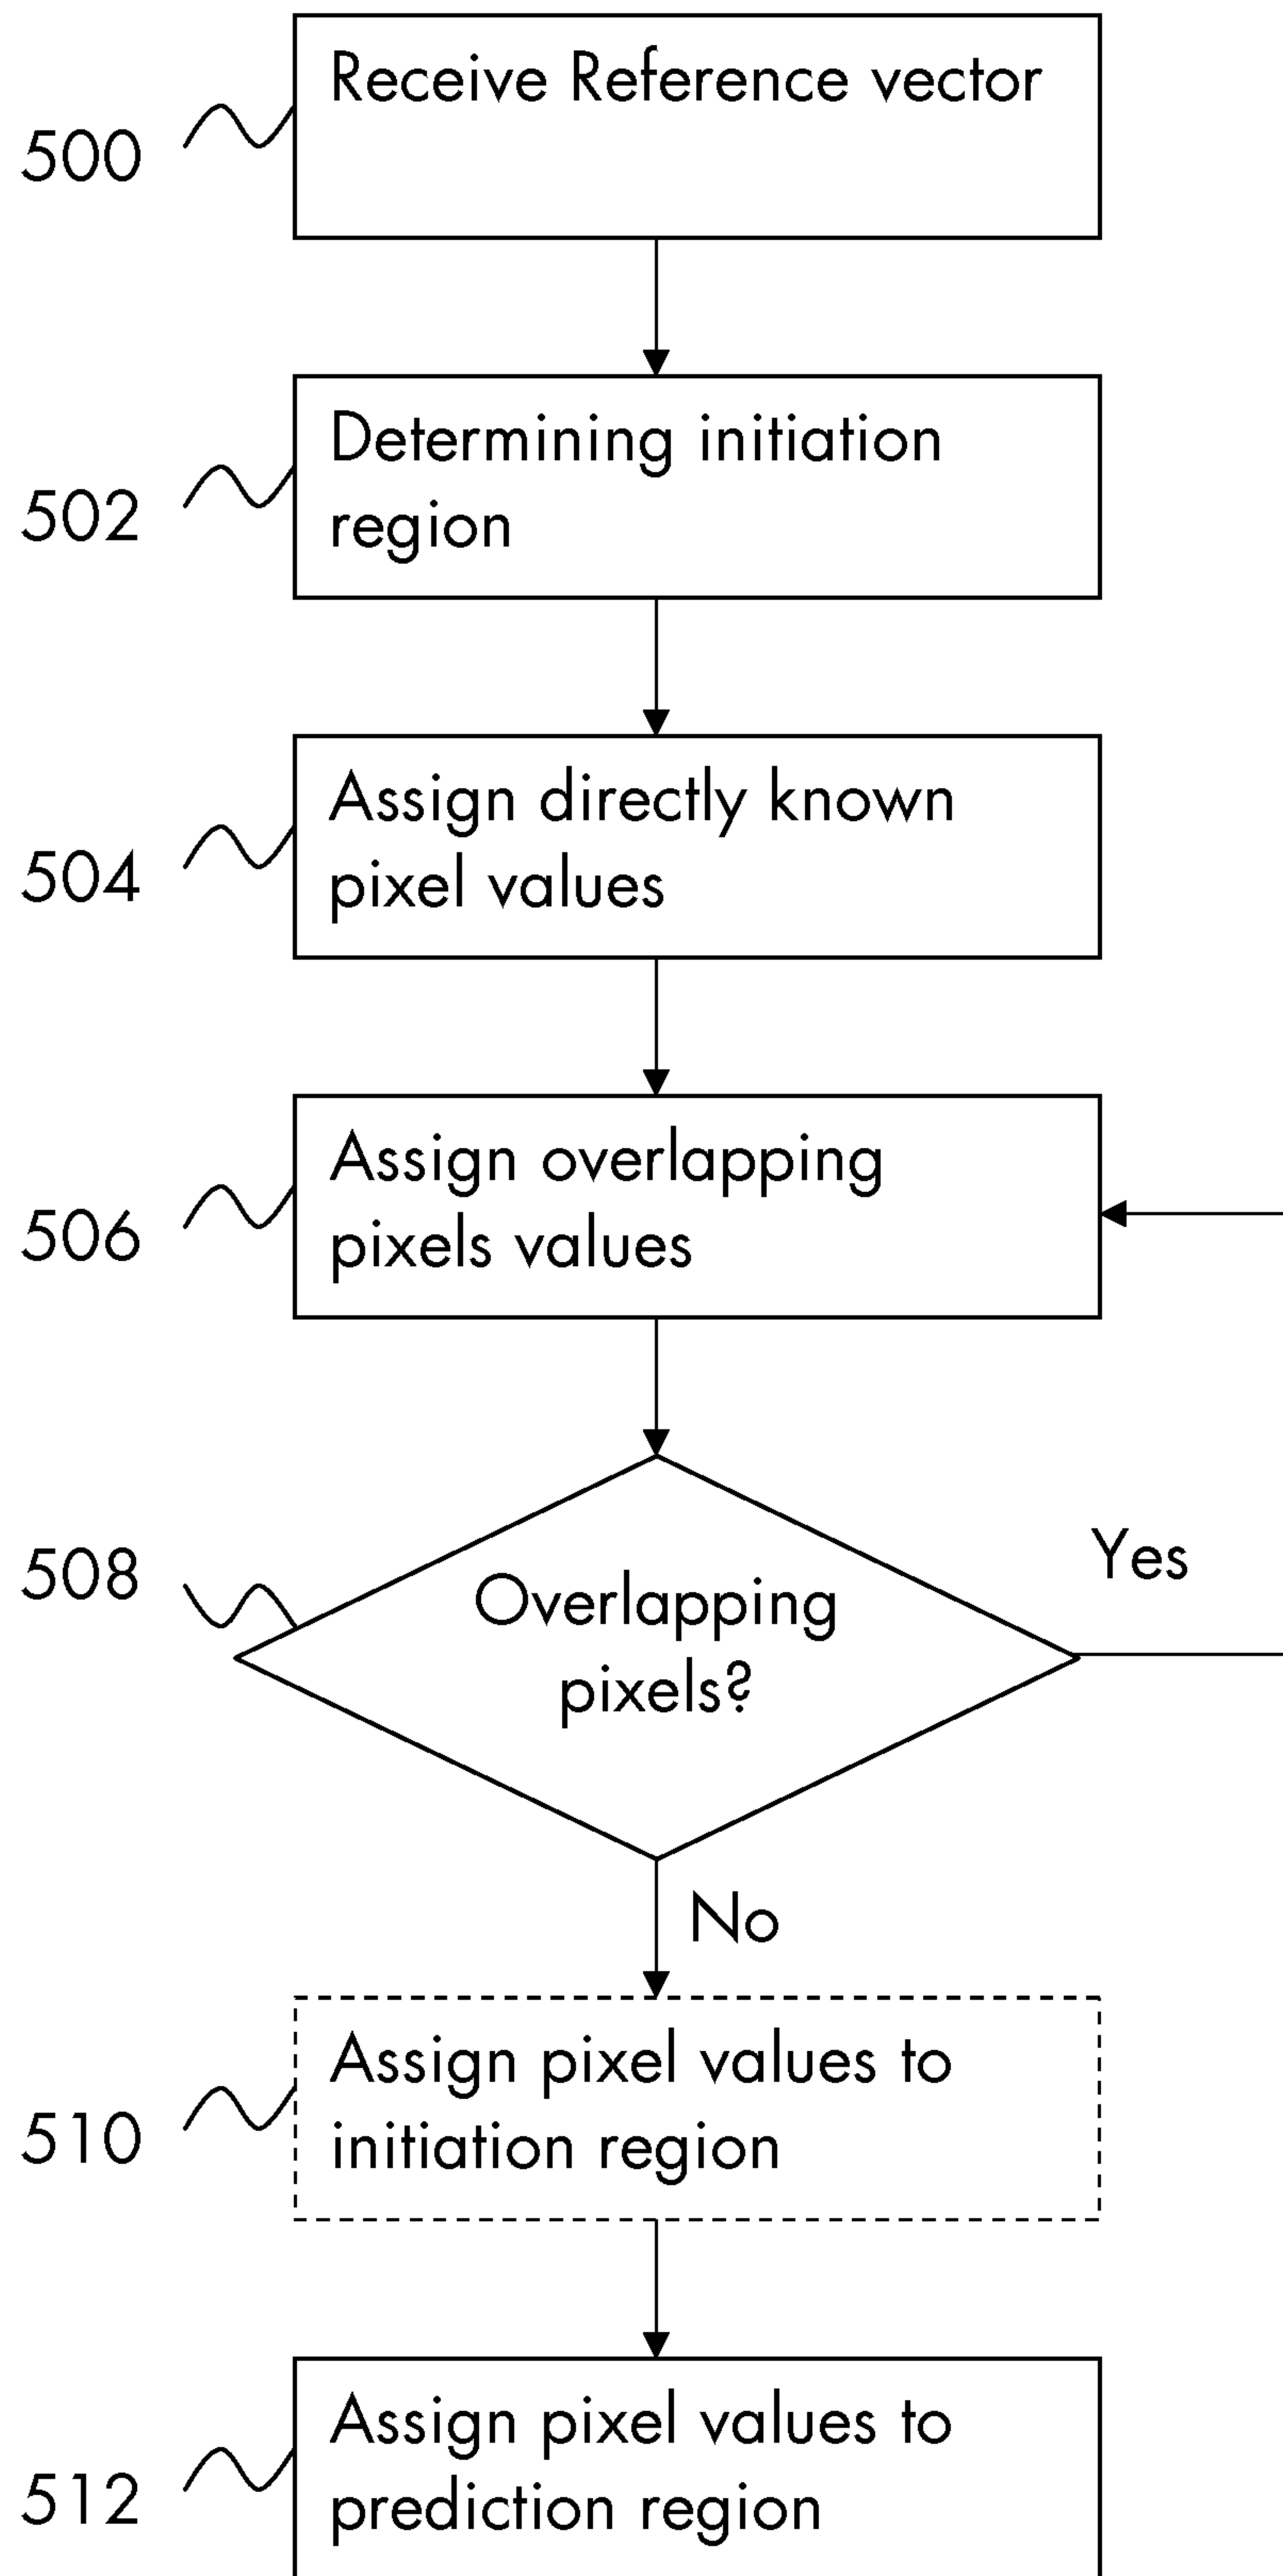 Receive Reference vector
500
Determining initiation
region
502
Assign directly known
pixel values
504
Assign overlapping
pixels values
506
Overlapping
pixels?
508
Yes
No
Assign pixel values to
initiation region
510
Assign pixel values to
prediction region
512